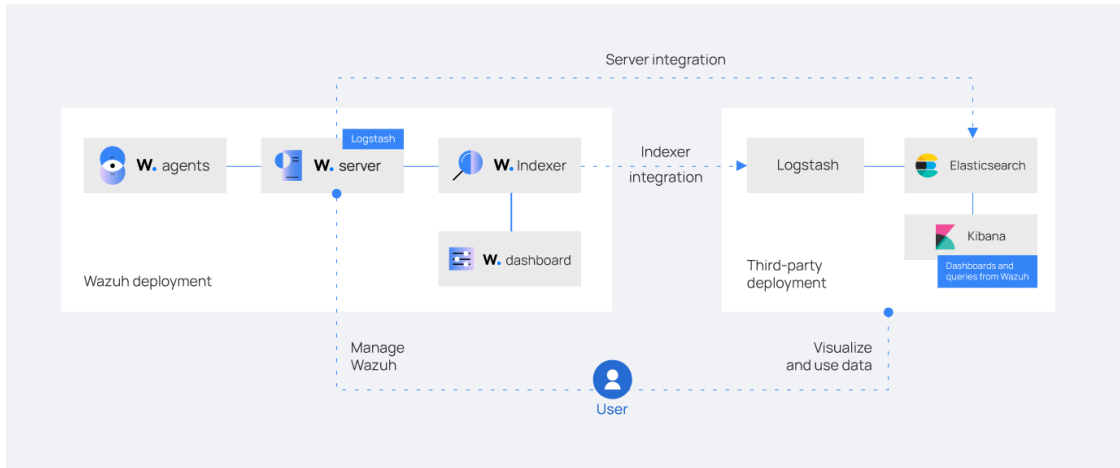 Server integration
Logstash
W. agents
W. server
W. Indexer
Indexer
integration
Logstash
Elasticsearch
W. dashboard
Kibana
Dashboards and
queries from Wazuh
Wazuh deployment
Third-party
deployment
Manage
Wazuh
Visualize
and use data
User